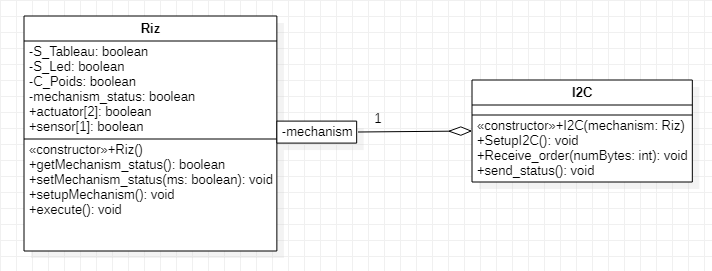 Riz
-S_Tableau: boolean
-S_Led: boolean
-C_Poids: boolean
-mechanism_status: boolean
+actuator[2]: boolean
+sensor[1]: boolean
«constructor»+Riz()
+getMechanism_status(): boolean
+setMechanism_status(ms: boolean): void
+setupMechanism(): void
+execute(): void
-mechanism
1
I2C
«constructor»+I2C(mechanism: Riz)
+SetupI2C(): void
+Receive_order(numBytes: int): void
+send_status(): void